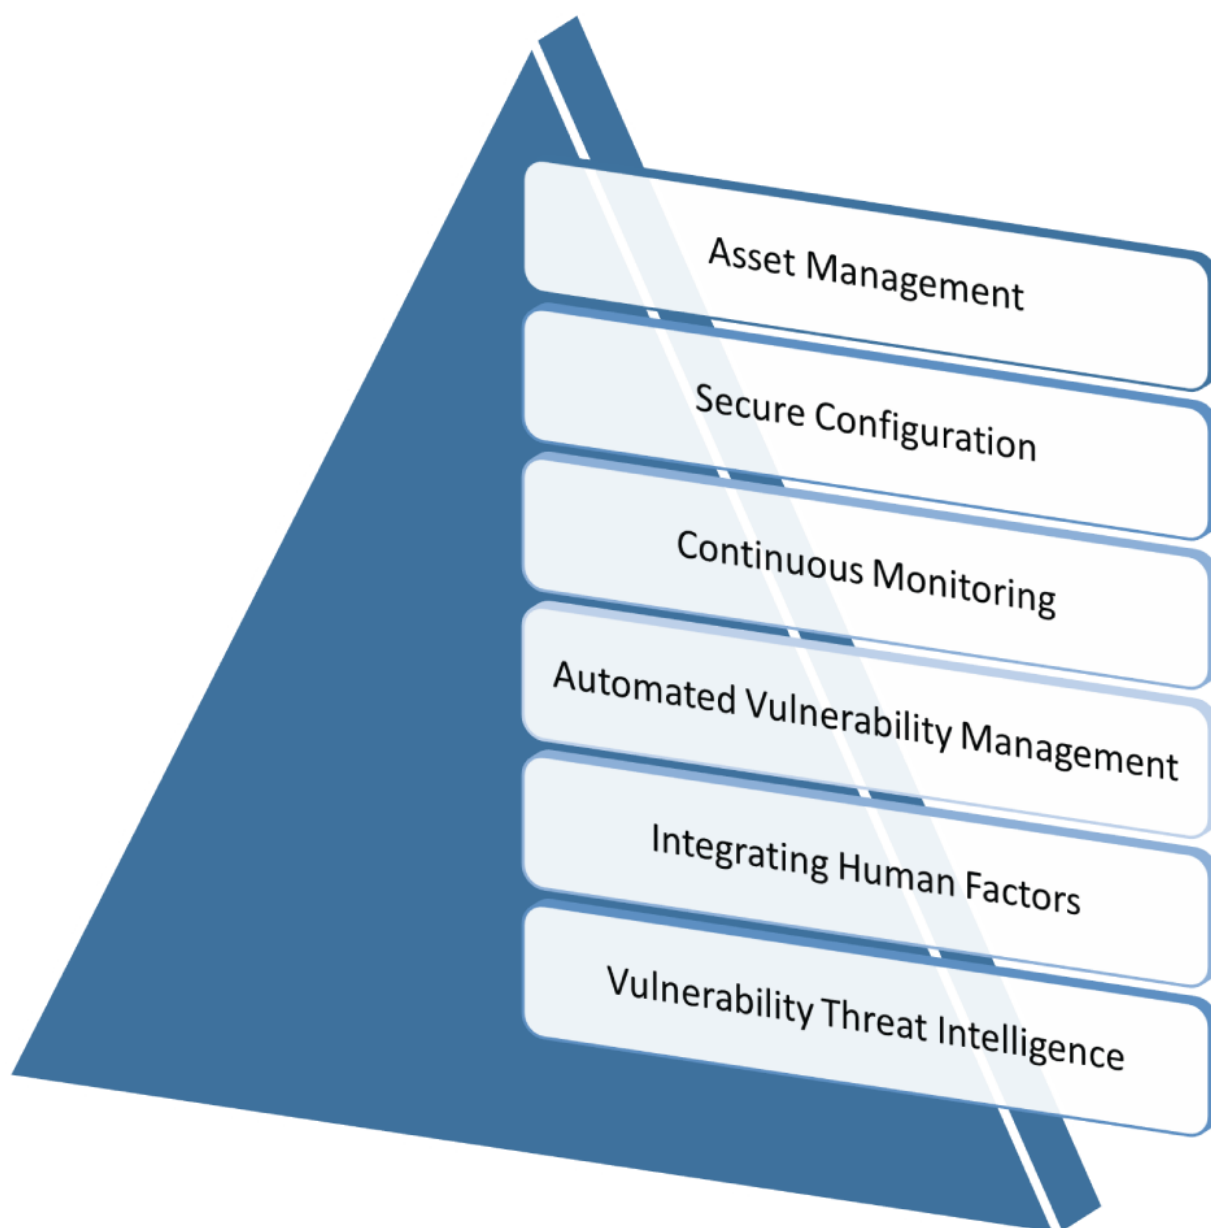 Asset Management
Secure Configuration
Continuous Monitoring
Automated Vulnerability Management
Integrating Human Factors
Vulnerability Threat Intelligence